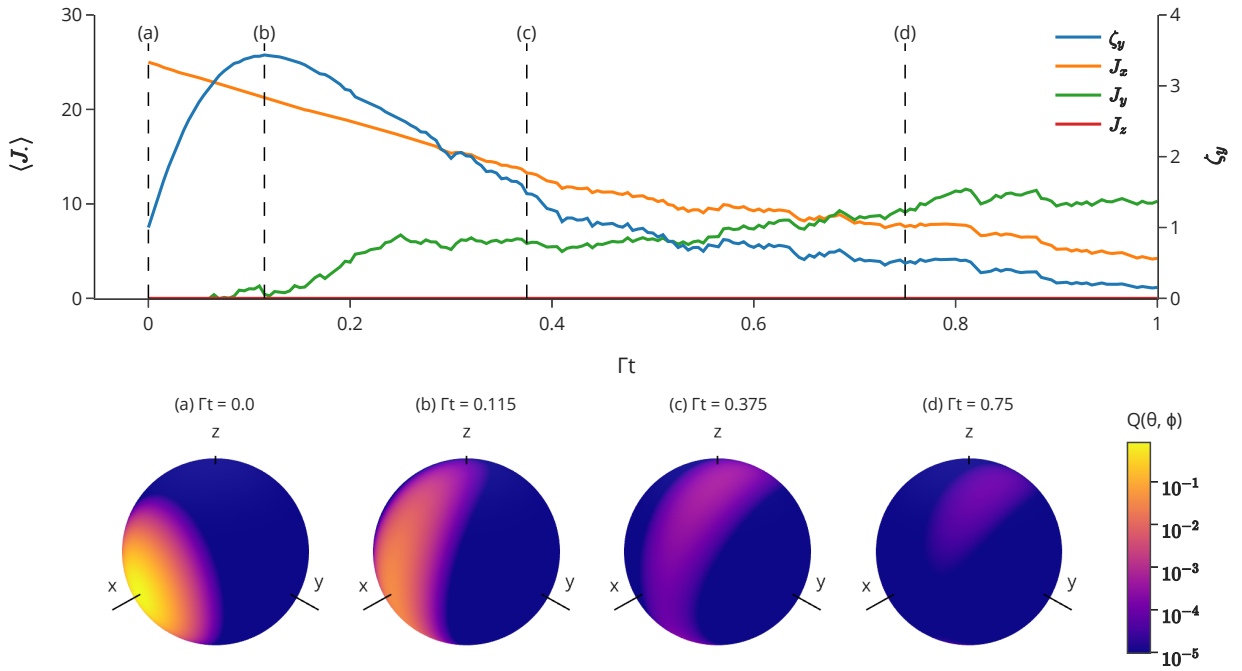 30
20
10
0
⟨J.⟩
(a)
(b)
(c)
(d)
ζy
Jx
Jy
Jz
4
3
2
1
0
ζy
0
0.2
0.4
0.6
0.8
1
Γt
(a) Γt = 0.0
(b) Γt = 0.115
(c) Γt = 0.375
(d) Γt = 0.75
z
z
z
z
x
y
x
y
x
y
x
y
Q(θ, ϕ)
10⁻¹
10⁻²
10⁻³
10⁻⁴
10⁻⁵